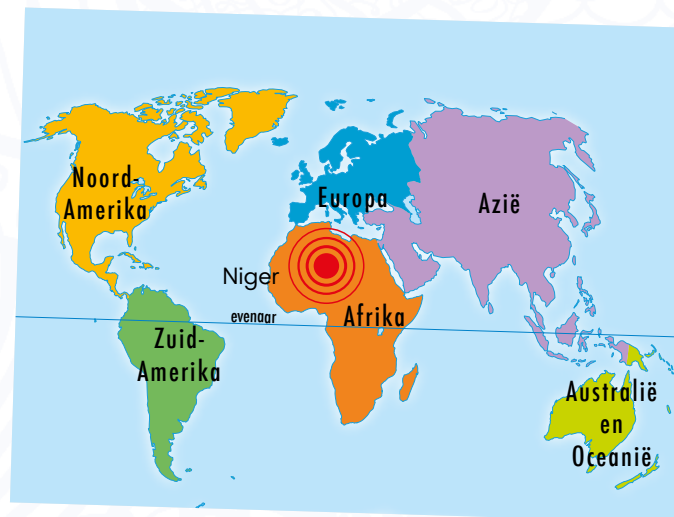 Noord-
Amerika
Europa
Azië
Niger
evenaar
Afrika
Zuid-
Amerika
Australië
en
Oceanië